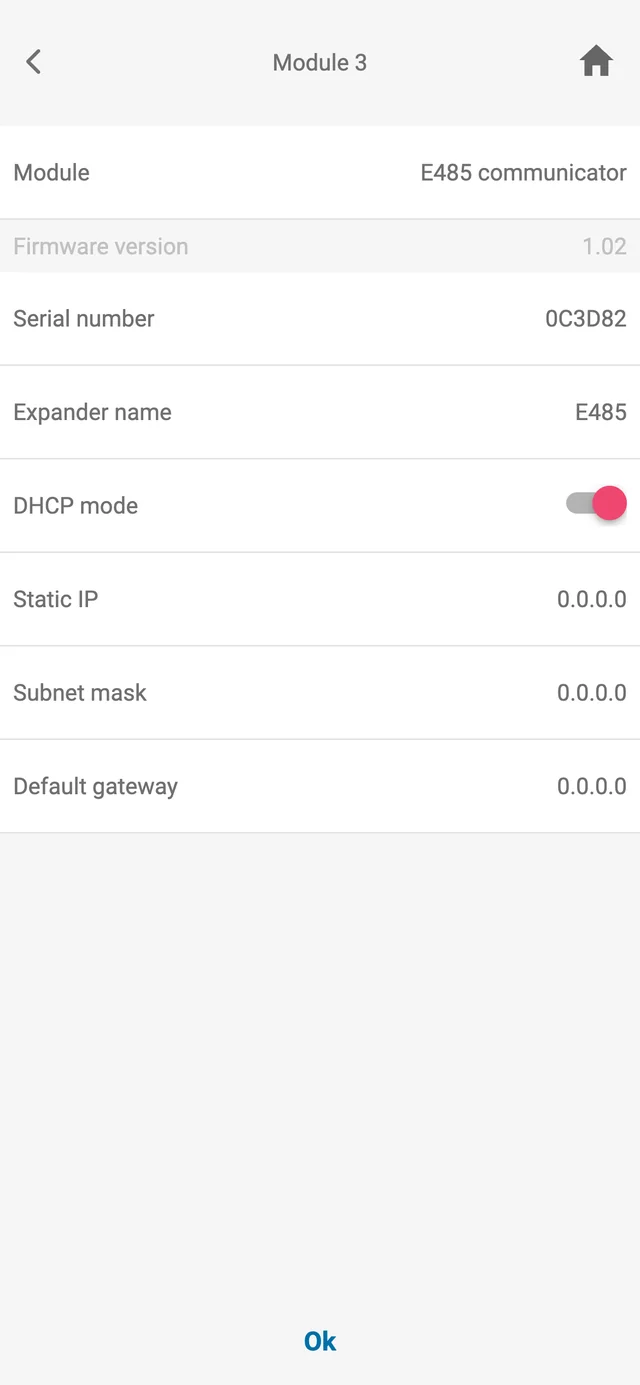 Module 3
Module E485 communicator
Firmware version 1.02
Serial number 0C3D82
Expander name E485
DHCP mode
Static IP 0.0.0.0
Subnet mask 0.0.0.0
Default gateway 0.0.0.0
Ok